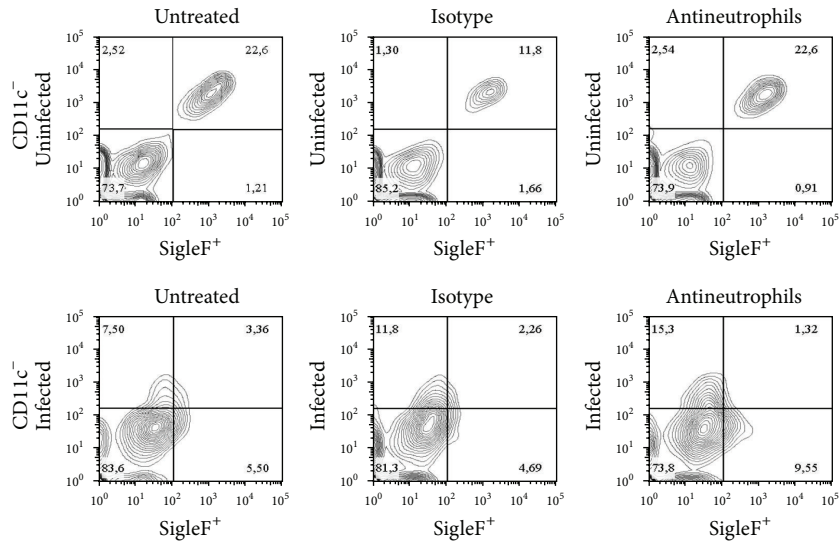 Untreated
Isotype
Antineutrophils
CD11c⁻
Uninfected
10⁵
10⁴
10³
10²
10¹
10⁰
2,52
22,6
73,7
1,21
10⁰ 10¹ 10² 10³ 10⁴ 10⁵
SigleF⁺
Uninfected
10⁵
10⁴
10³
10²
10¹
10⁰
1,30
11,8
85,2
1,66
10⁰ 10¹ 10² 10³ 10⁴ 10⁵
SigleF⁺
Uninfected
10⁵
10⁴
10³
10²
10¹
10⁰
2,54
22,6
73,9
0,91
10⁰ 10¹ 10² 10³ 10⁴ 10⁵
SigleF⁺
Untreated
Isotype
Antineutrophils
CD11c⁻
Infected
10⁵
10⁴
10³
10²
10¹
10⁰
7,50
3,36
83,6
5,50
10⁰ 10¹ 10² 10³ 10⁴ 10⁵
SigleF⁺
Infected
10⁵
10⁴
10³
10²
10¹
10⁰
11,8
2,26
81,3
4,69
10⁰ 10¹ 10² 10³ 10⁴ 10⁵
SigleF⁺
Infected
10⁵
10⁴
10³
10²
10¹
10⁰
15,3
1,32
73,8
9,55
10⁰ 10¹ 10² 10³ 10⁴ 10⁵
SigleF⁺